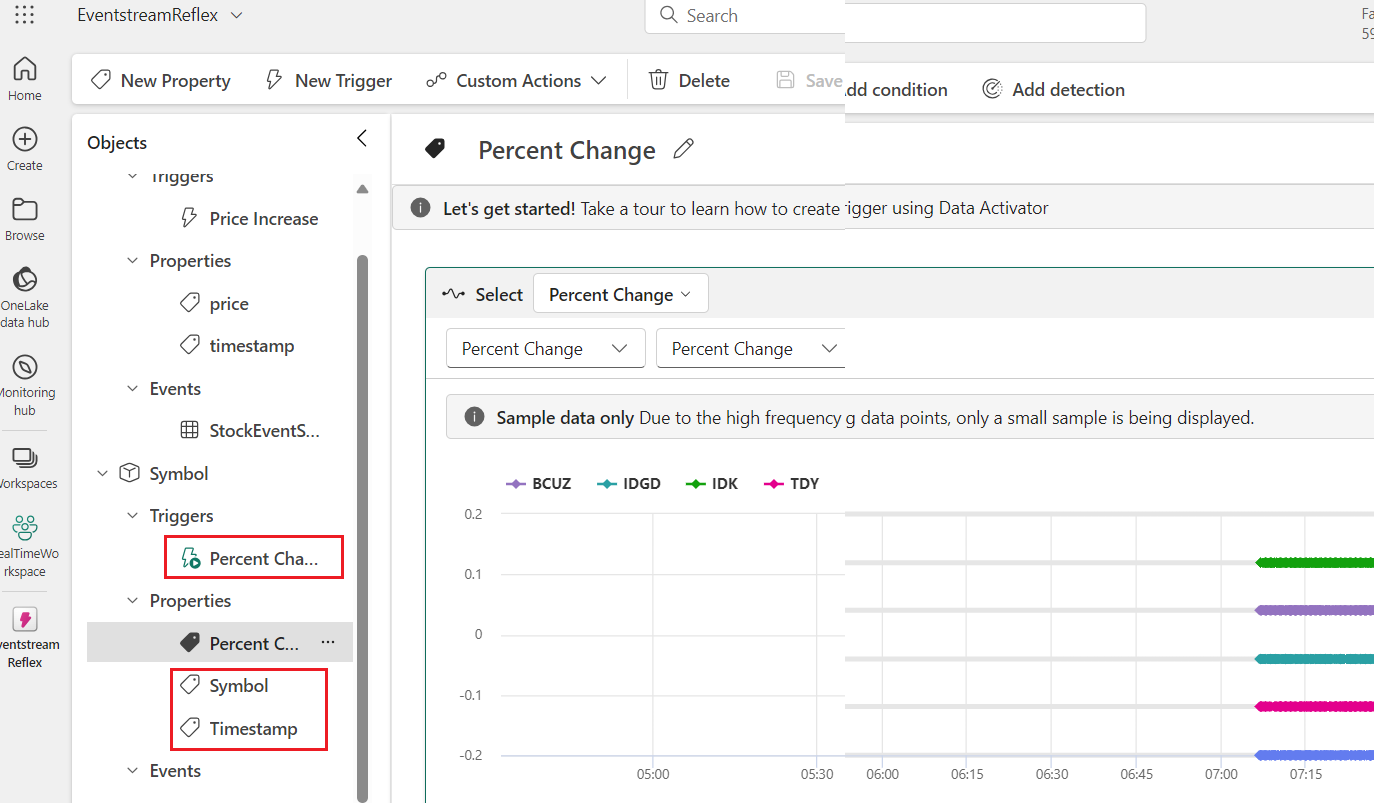 EventstreamReflex
Search
Home
Create
Browse
OneLake
data hub
Monitoring
hub
Workspaces
RealTimeWo
rkspace
Eventstream
Reflex
New Property
New Trigger
Custom Actions
Delete
Save
Add condition
Add detection
Objects
Triggers
Price Increase
Properties
price
timestamp
Events
StockEventS...
Symbol
Triggers
Percent Cha...
Properties
Percent C...
Symbol
Timestamp
Events
Percent Change
Let's get started! Take a tour to learn how to create igger using Data Activator
Select Percent Change
Percent Change Percent Change
Sample data only Due to the high frequency g data points, only a small sample is being displayed.
BCUZ IDGD IDK TDY
0.2
0.1
0
-0.1
-0.2
05:00 05:30 06:00 06:15 06:30 06:45 07:00 07:15